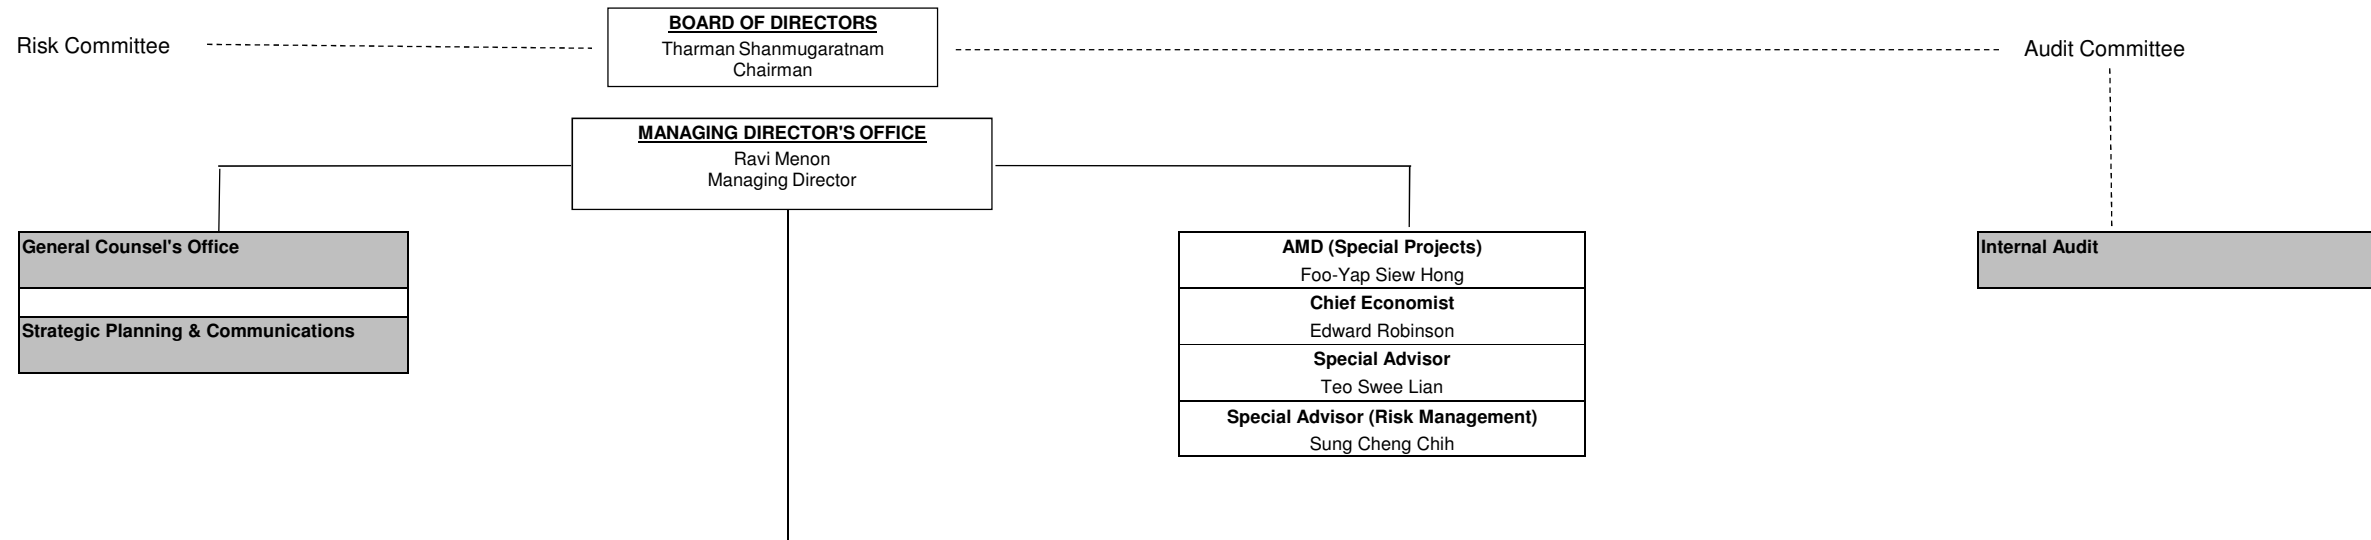 BOARD OF DIRECTORS
Tharman Shanmugaratnam
Chairman
Risk Committee
Audit Committee
MANAGING DIRECTOR'S OFFICE
Ravi Menon
Managing Director
General Counsel's Office
Strategic Planning & Communications
AMD (Special Projects)
Foo-Yap Siew Hong
Chief Economist
Edward Robinson
Special Advisor
Teo Swee Lian
Special Advisor (Risk Management)
Sung Cheng Chih
Internal Audit